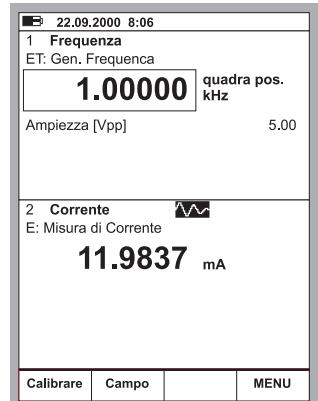 22.09.2000 8:06
1 Frequenza
ET: Gen. Frequenca
1.00000 quadra pos. kHz
Ampiezza [Vpp] 5.00
2 Corrente
E: Misura di Corrente
11.9837 mA
Calibrare Campo MENU